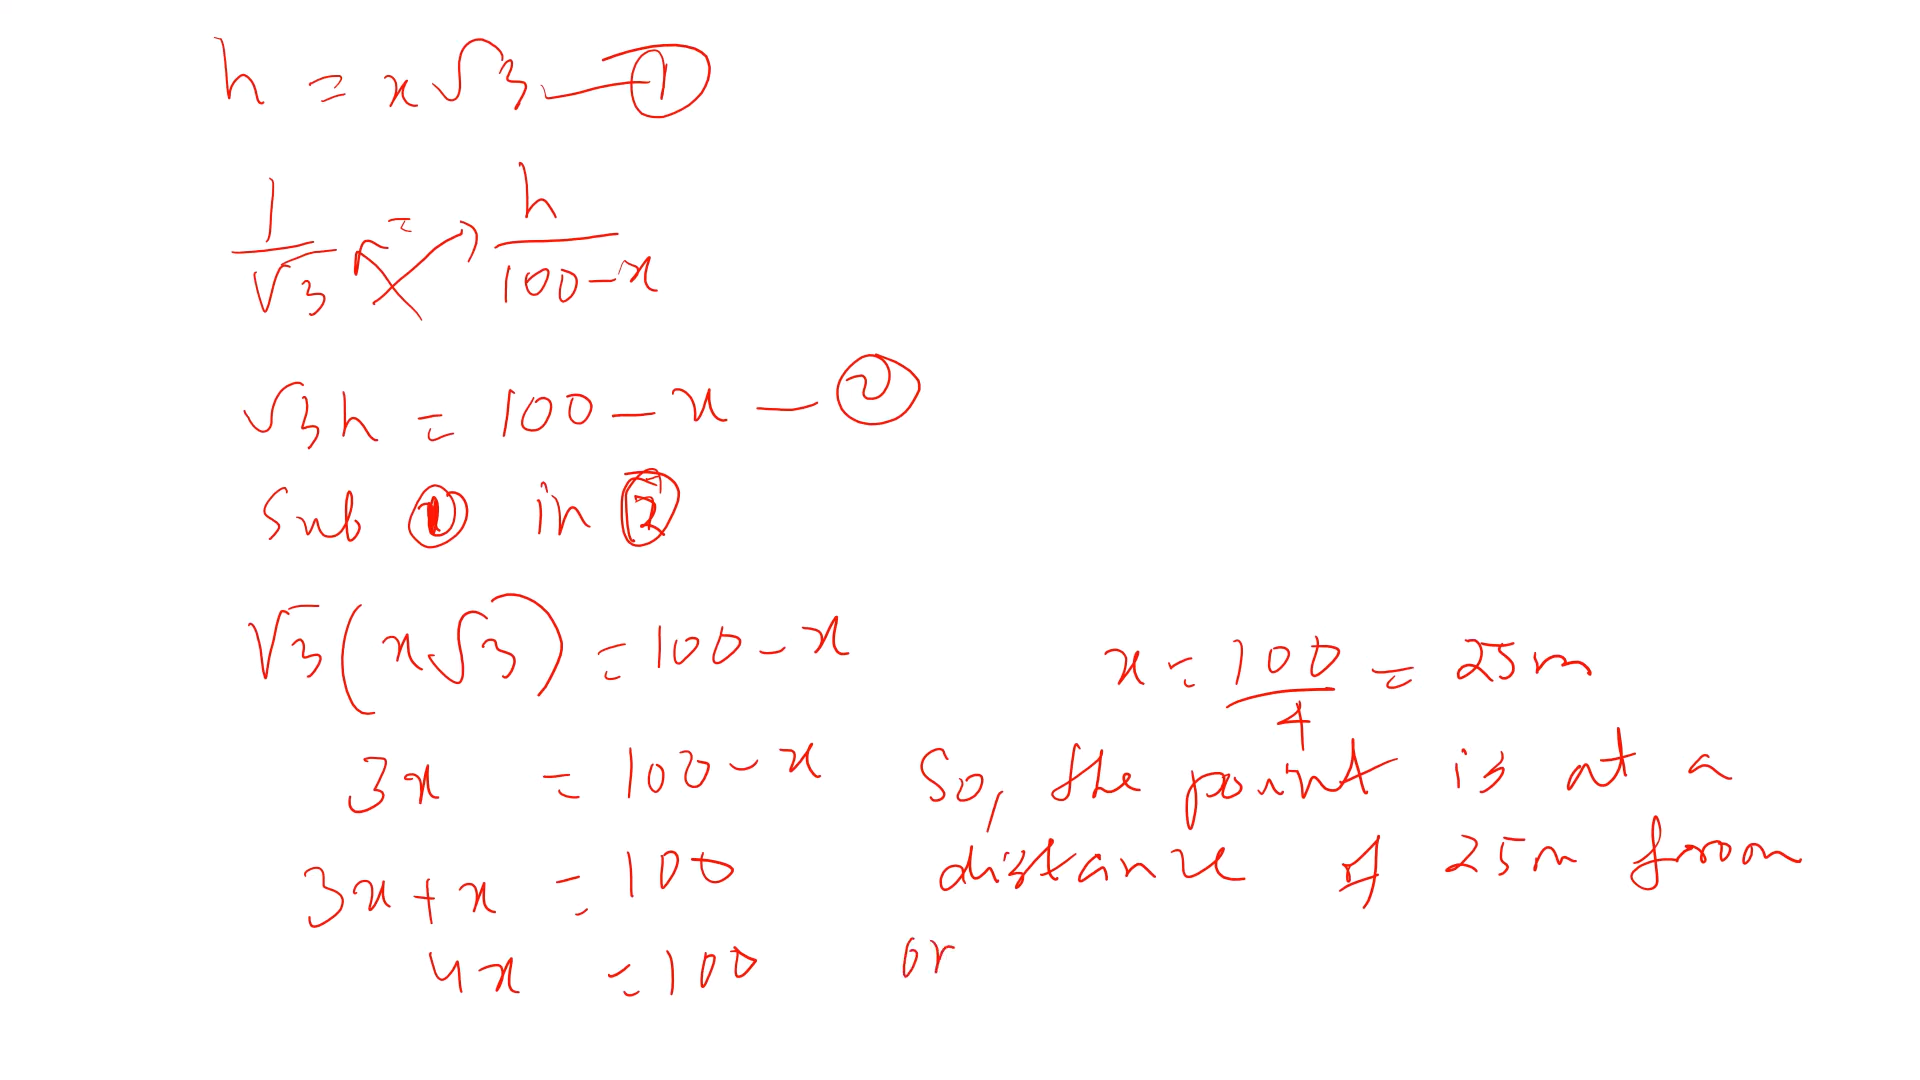 h = x√3 — ①
1/√3 = h/(100-x)
√3h = 100 - x — ②
Sub ① in ②
√3(x√3) = 100 - x
3x = 100 - x
3x + x = 100
4x = 100
x = 100/4 = 25m
So, the point is at a
distance of 25m from
or